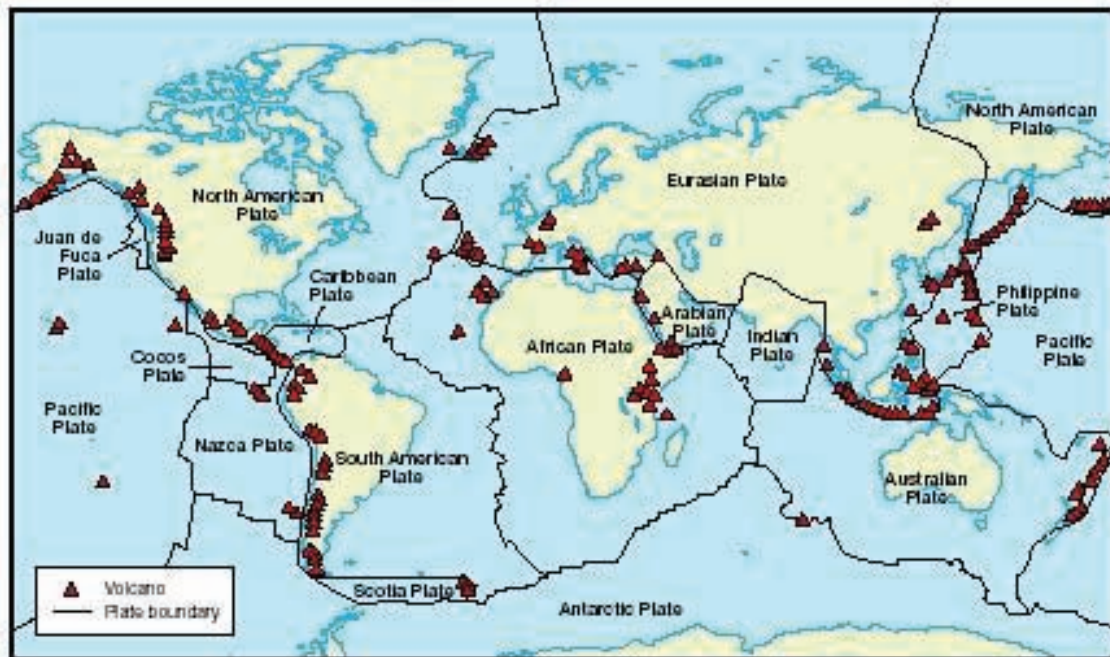 North American
Plate
Eurasian Plate
North American
Plate
Juan de
Fuca
Plate
Caribbean
Plate
Arabian
Plate
Philippine
Plate
Indian
Plate
African Plate
Pacific
Plate
Cocos
Plate
Pacific
Plate
Nazca Plate
South American
Plate
Australian
Plate
Volcano
Plate boundary
Scotia Plate
Antarctic Plate